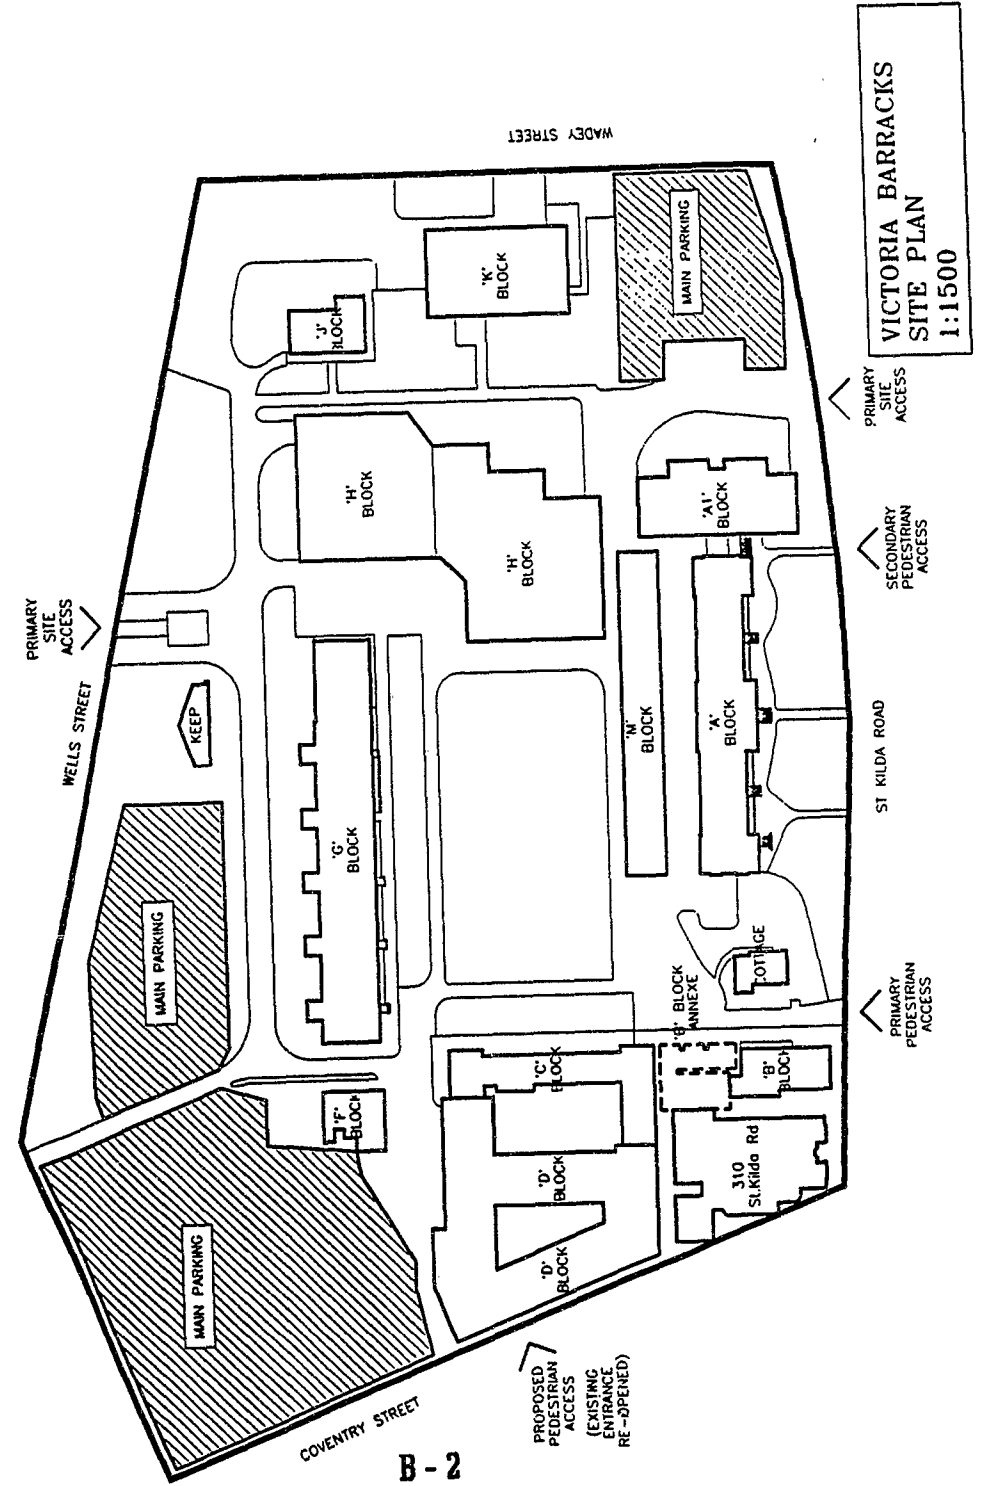 VICTORIA BARRACKS
SITE PLAN
1:1500
WADEY STREET
WELLS STREET
COVENTRY STREET
ST KILDA ROAD
PRIMARY
SITE
ACCESS
PRIMARY
SITE
ACCESS
SECONDARY
PEDESTRIAN
ACCESS
PRIMARY
PEDESTRIAN
ACCESS
PROPOSED
PEDESTRIAN
ACCESS
(EXISTING
ENTRANCE
RE-OPENED)
MAIN PARKING
MAIN PARKING
MAIN PARKING
KEEP
'J'
BLOCK
'K'
BLOCK
'H'
BLOCK
'H'
BLOCK
'A1'
BLOCK
'G'
BLOCK
'M'
BLOCK
'A'
BLOCK
COTTAGE
'B' BLOCK
ANNEXE
'B'
BLOCK
'C'
BLOCK
'F'
BLOCK
'D'
BLOCK
'D'
BLOCK
310
St.Kilda Rd
B - 2